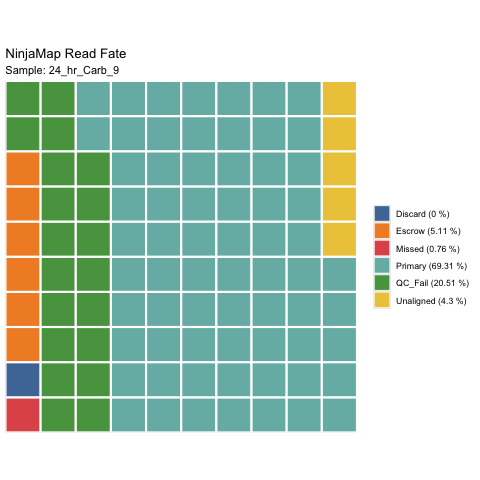 NinjaMap Read Fate
Sample: 24_hr_Carb_9
Discard (0 %)
Escrow (5.11 %)
Missed (0.76 %)
Primary (69.31 %)
QC_Fail (20.51 %)
Unaligned (4.3 %)